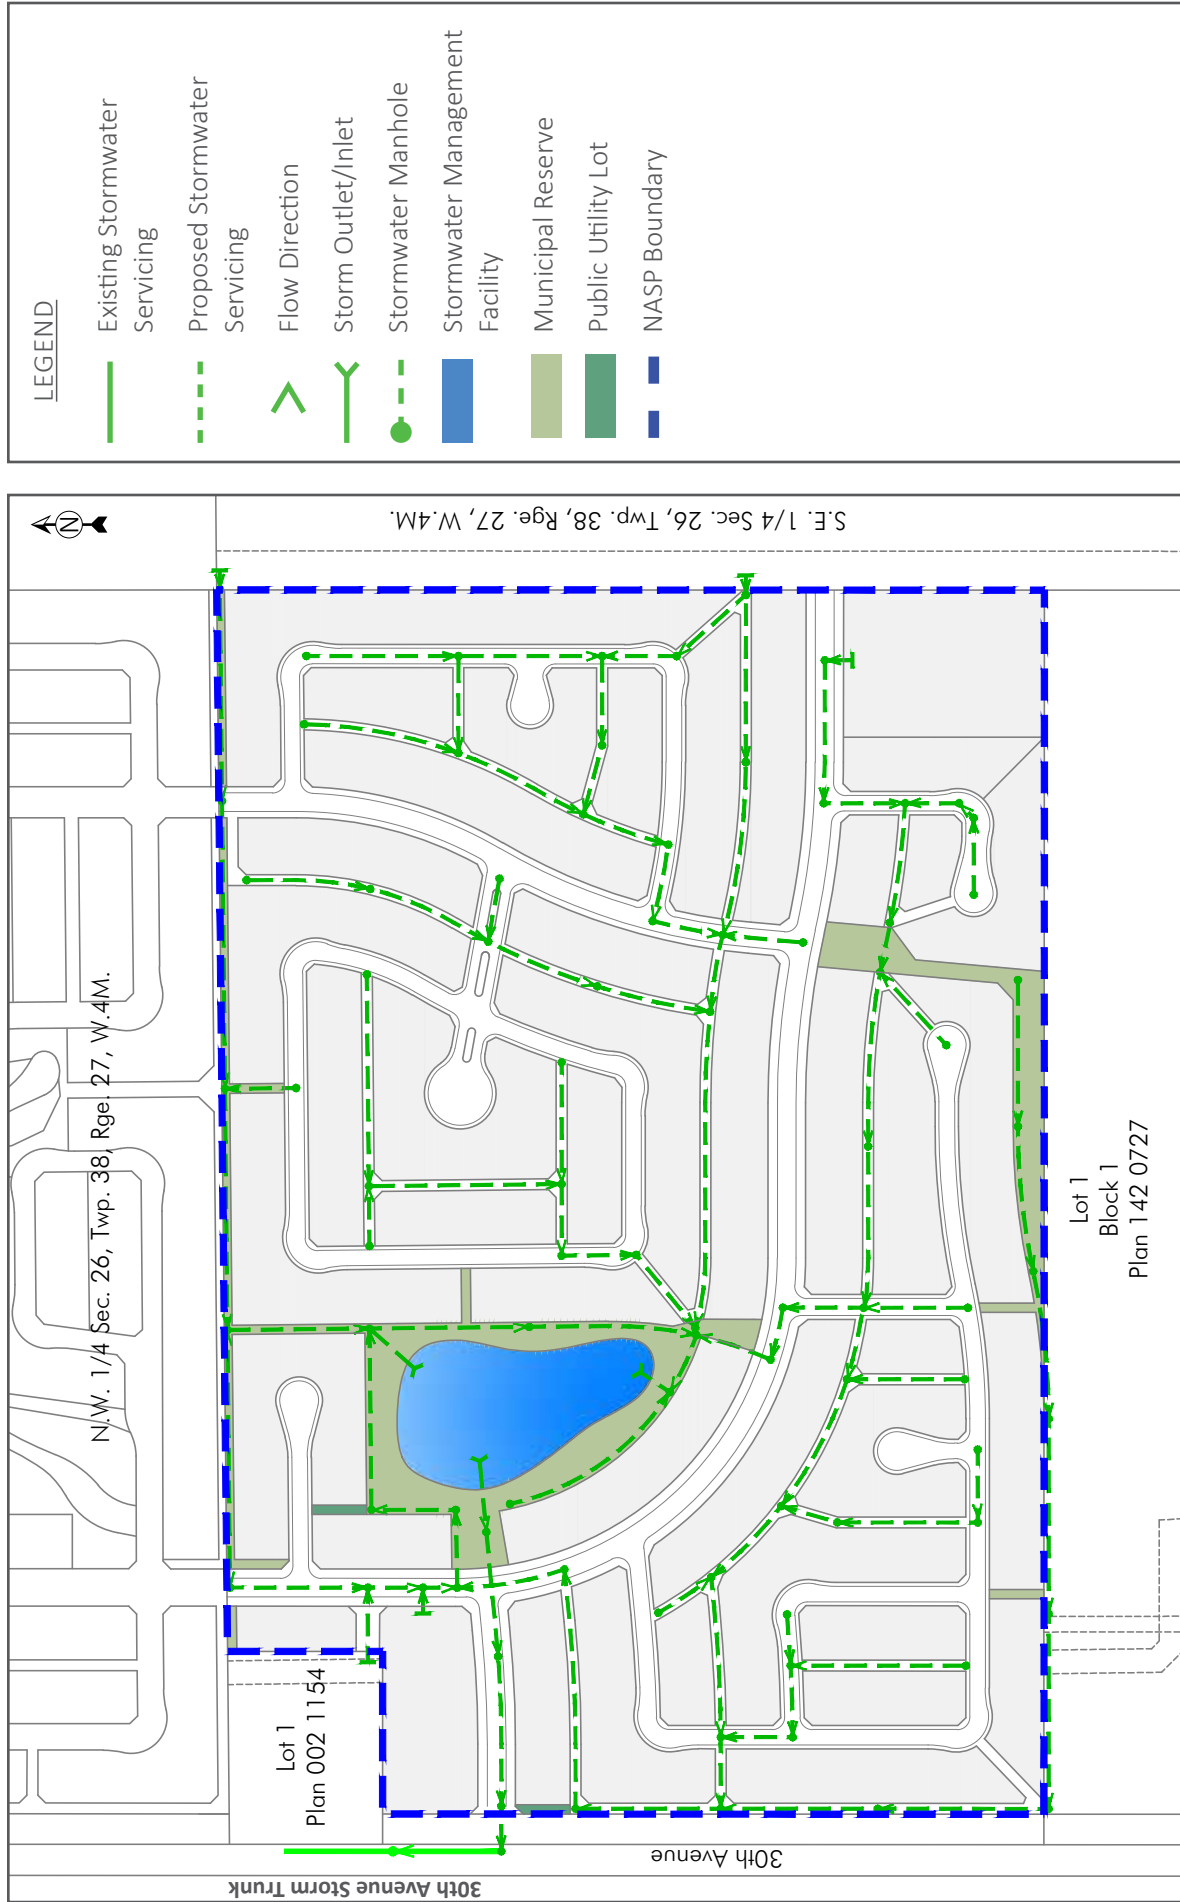 LEGEND
Existing Stormwater
Servicing
Proposed Stormwater
Servicing
Flow Direction
Storm Outlet/Inlet
Stormwater Manhole
Stormwater Management
Facility
Municipal Reserve
Public Utility Lot
NASP Boundary
N
S.E. 1/4 Sec. 26, Twp. 38, Rge. 27, W.4M.
N.W. 1/4 Sec. 26, Twp. 38, Rge. 27, W.4M.
Lot 1
Block 1
Plan 142 0727
Lot 1
Plan 002 1154
30th Avenue
30th Avenue Storm Trunk